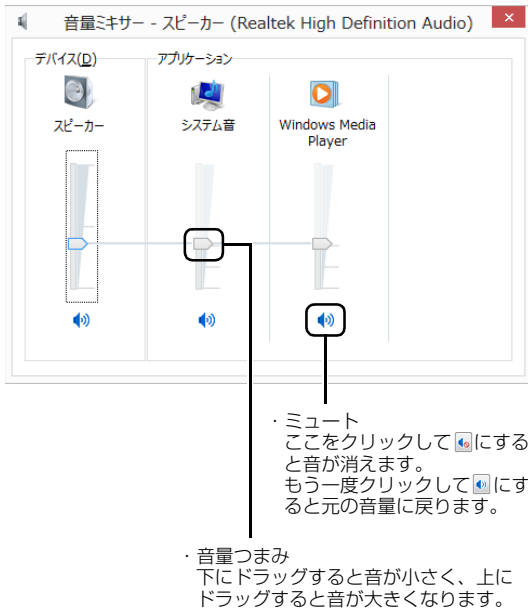 音量ミキサー - スピーカー (Realtek High Definition Audio)
デバイス(D)
アプリケーション
スピーカー
システム音
Windows Media
Player
・ミュート
ここをクリックして にする
と音が消えます。
もう一度クリックして にす
ると元の音量に戻ります。
・音量つまみ
下にドラッグすると音が小さく、上に
ドラッグすると音が大きくなります。